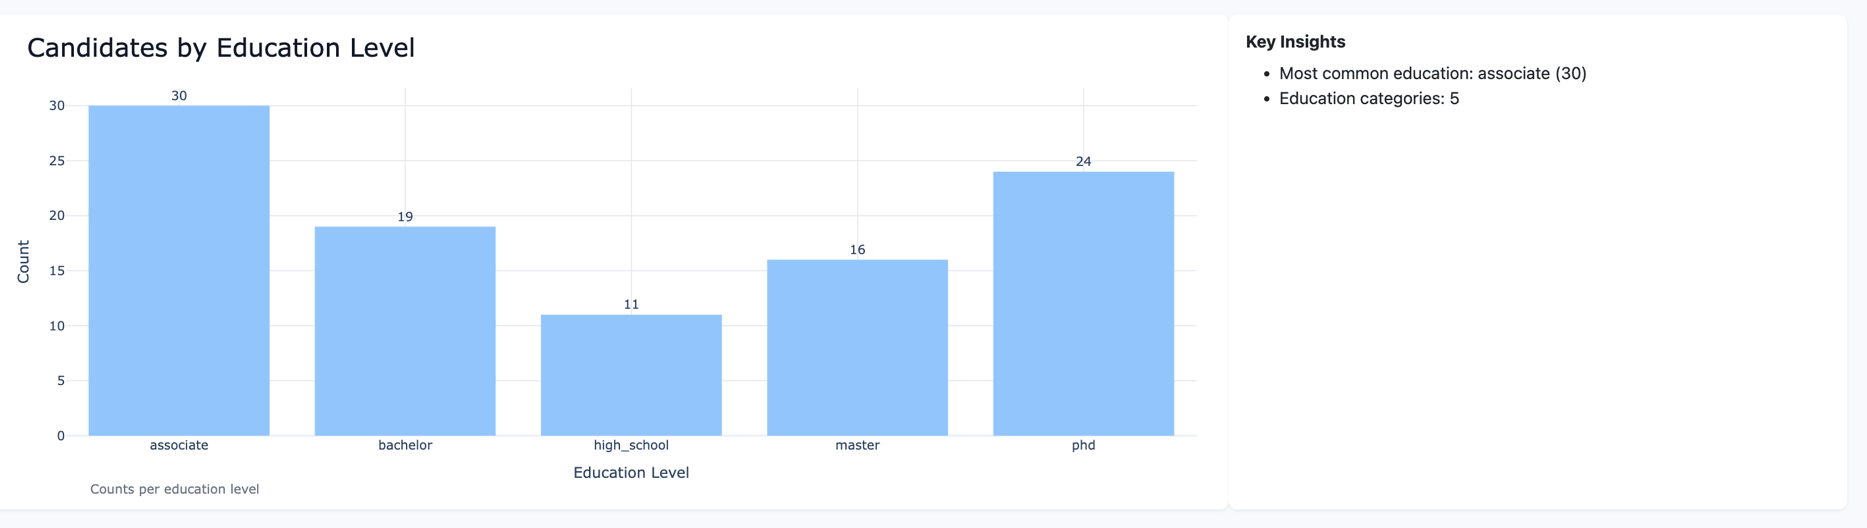 Candidates by Education Level
30
25
20
15
10
5
0
Count
30
19
11
16
24
associate
bachelor
high_school
master
phd
Education Level
Counts per education level
Key Insights
• Most common education: associate (30)
• Education categories: 5